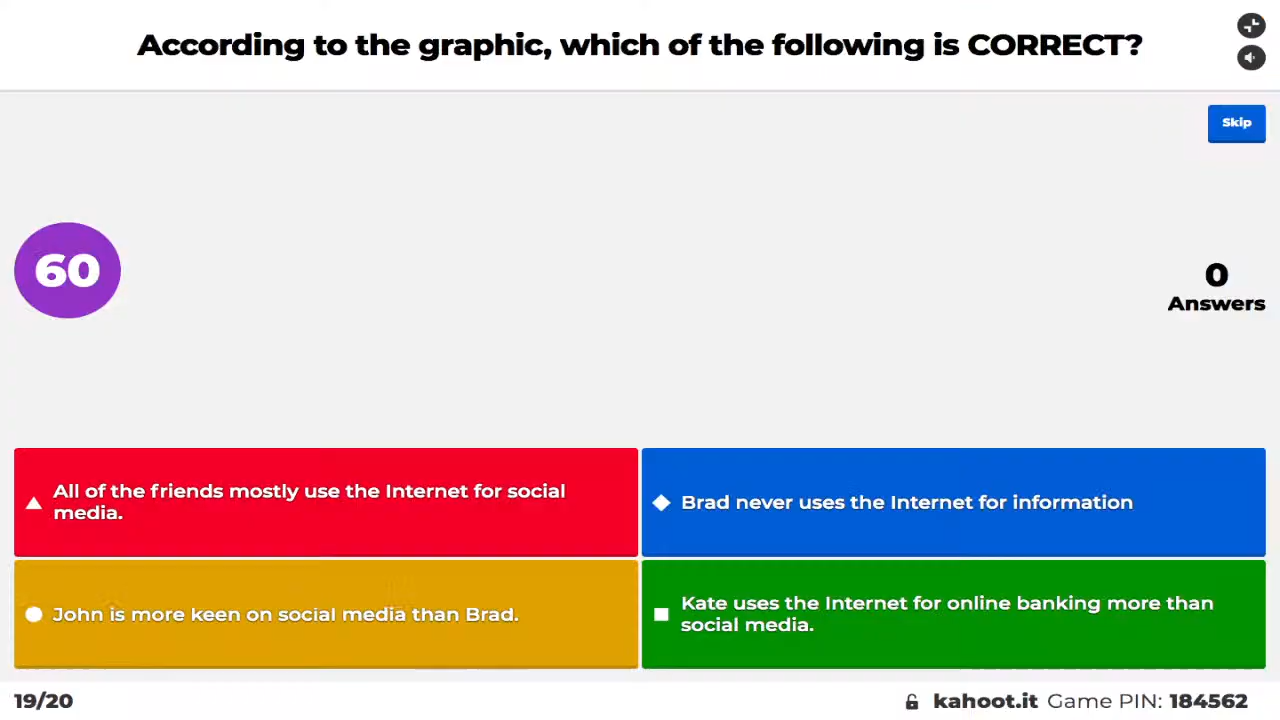 According to the graphic, which of the following is CORRECT?
Skip
60
0
Answers
All of the friends mostly use the Internet for social
media.
Brad never uses the Internet for information
John is more keen on social media than Brad.
Kate uses the Internet for online banking more than
social media.
19/20
kahoot.it Game PIN: 184562